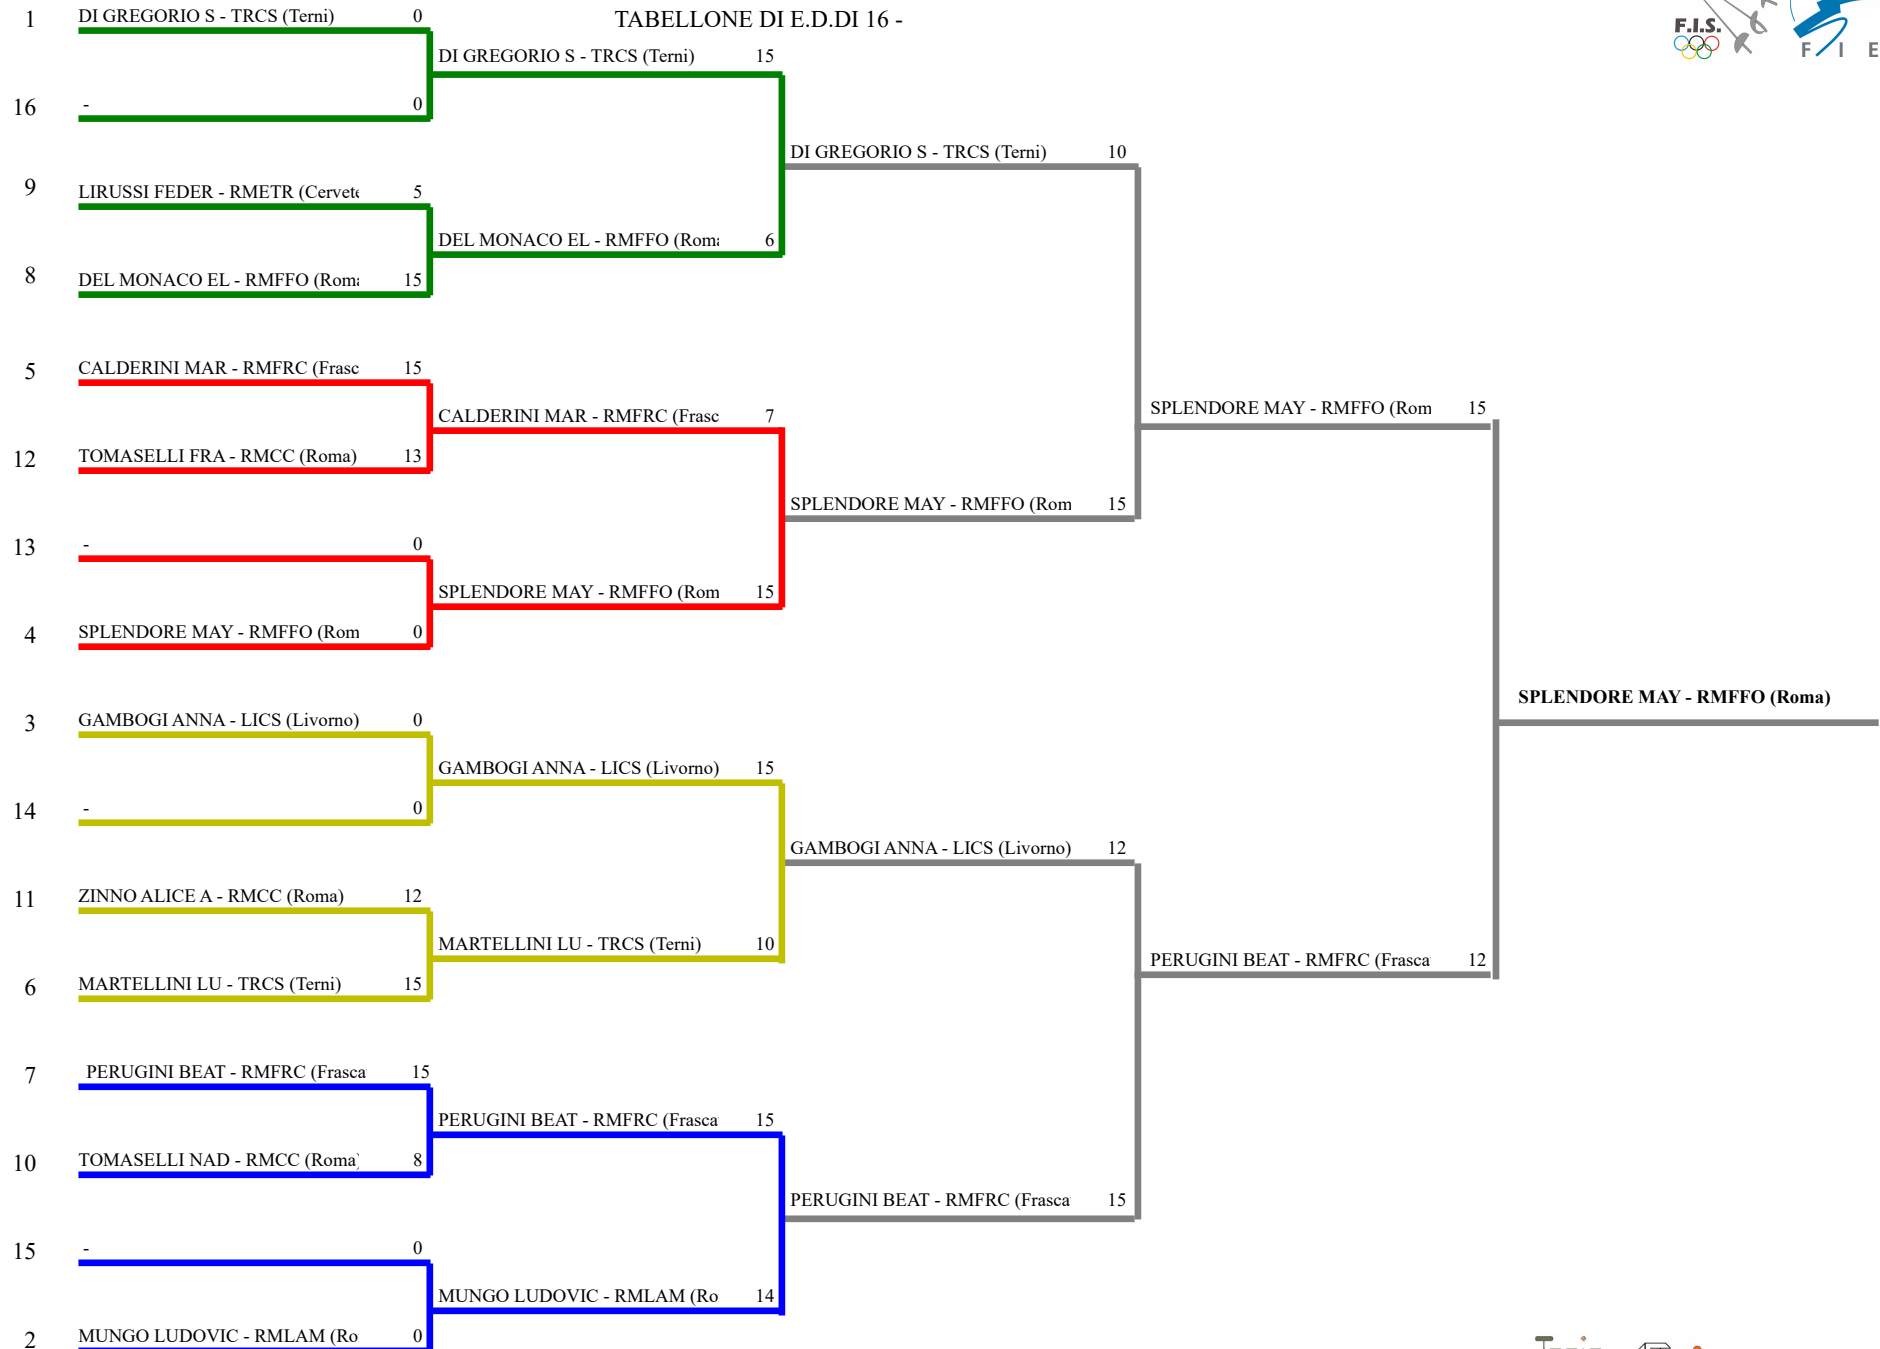 TABELLONE DI E.D.DI 16 -
F.I.S.
F I E
1 DI GREGORIO S - TRCS (Terni) 0
DI GREGORIO S - TRCS (Terni) 15
16 - 0
DI GREGORIO S - TRCS (Terni) 10
9 LIRUSSI FEDER - RMETR (Cervete 5
DEL MONACO EL - RMFFO (Roma 6
8 DEL MONACO EL - RMFFO (Roma 15
5 CALDERINI MAR - RMFRC (Frasc 15
SPLENDORE MAY - RMFFO (Rom 15
CALDERINI MAR - RMFRC (Frasc 7
12 TOMASELLI FRA - RMCC (Roma) 13
SPLENDORE MAY - RMFFO (Rom 15
13 - 0
SPLENDORE MAY - RMFFO (Rom 15
4 SPLENDORE MAY - RMFFO (Rom 0
SPLENDORE MAY - RMFFO (Roma)
3 GAMBOGI ANNA - LICS (Livorno) 0
GAMBOGI ANNA - LICS (Livorno) 15
14 - 0
GAMBOGI ANNA - LICS (Livorno) 12
11 ZINNO ALICE A - RMCC (Roma) 12
MARTELLINI LU - TRCS (Terni) 10
PERUGINI BEAT - RMFRC (Frasca 12
6 MARTELLINI LU - TRCS (Terni) 15
7 PERUGINI BEAT - RMFRC (Frasca 15
PERUGINI BEAT - RMFRC (Frasca 15
10 TOMASELLI NAD - RMCC (Roma) 8
PERUGINI BEAT - RMFRC (Frasca 15
15 - 0
MUNGO LUDOVIC - RMLAM (Ro 14
2 MUNGO LUDOVIC - RMLAM (Ro 0